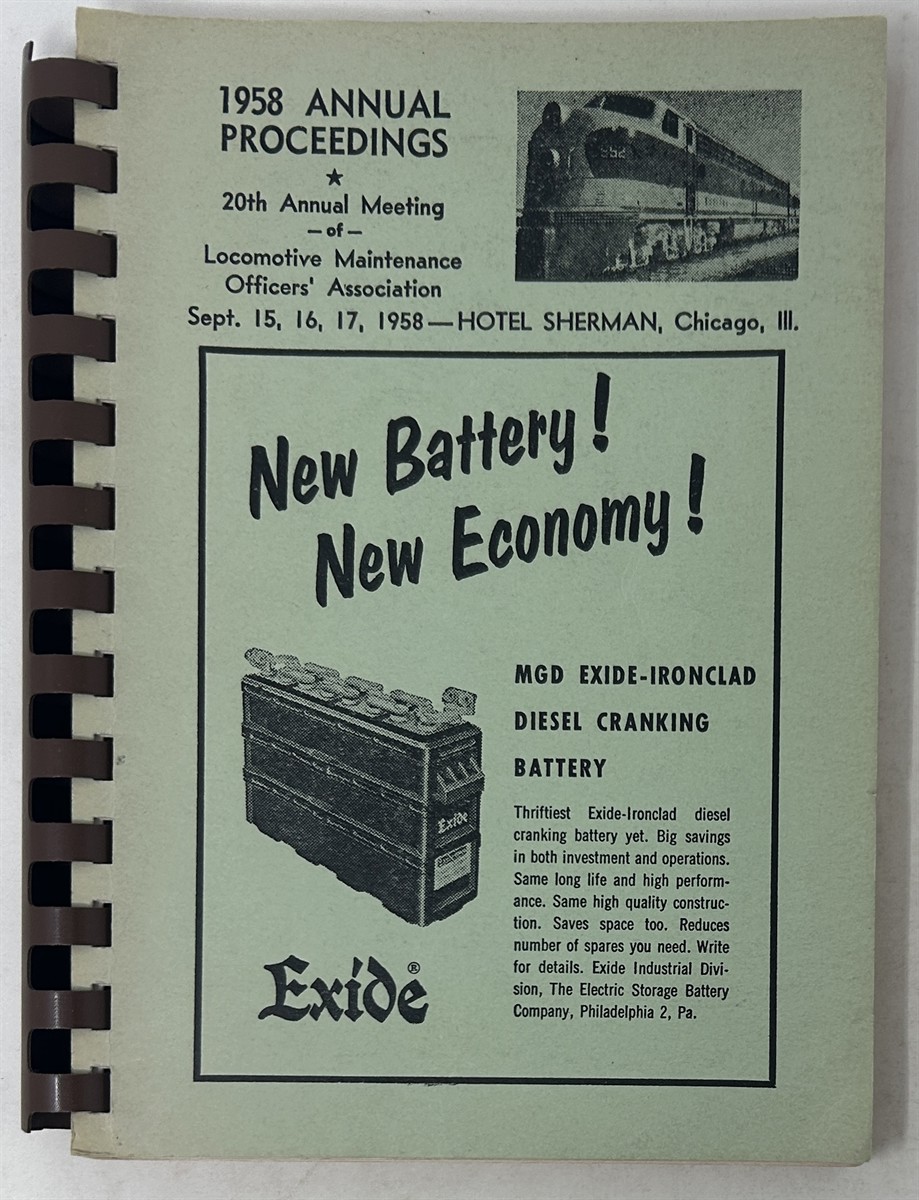 1958 ANNUAL
PROCEEDINGS
★
20th Annual Meeting
—of—
Locomotive Maintenance
Officers' Association
Sept. 15, 16, 17, 1958—HOTEL SHERMAN, Chicago, Ill.
952
New Battery!
New Economy!
MGD EXIDE-IRONCLAD
DIESEL CRANKING
BATTERY
Thriftiest Exide-Ironclad diesel
cranking battery yet. Big savings
in both investment and operations.
Same long life and high perform-
ance. Same high quality construc-
tion. Saves space too. Reduces
number of spares you need. Write
for details. Exide Industrial Divi-
sion, The Electric Storage Battery
Company, Philadelphia 2, Pa.
Exide
Exide®